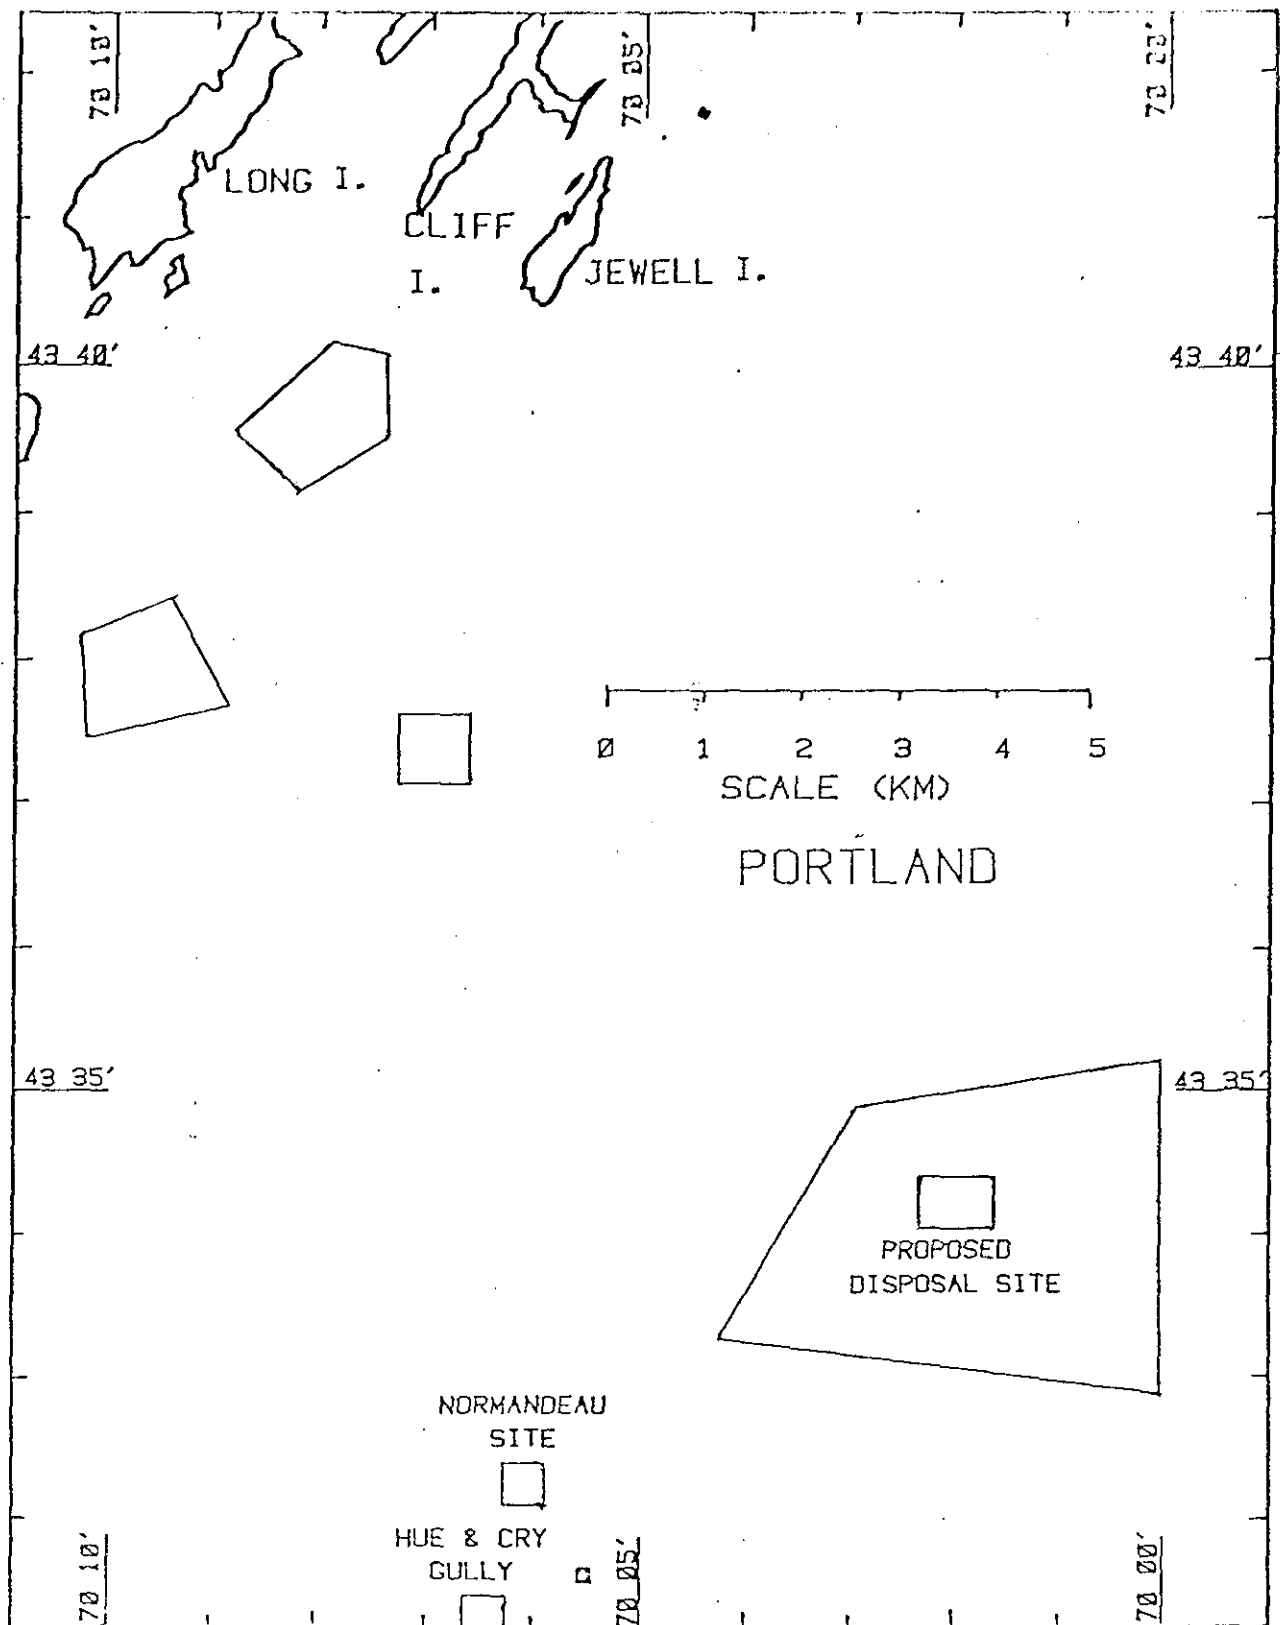 70 10'
70 05'
70 00'
LONG I.
CLIFF
I.
JEWELL I.
43 40'
43 40'
0 1 2 3 4 5
SCALE (KM)
PORTLAND
43 35'
43 35'
PROPOSED
DISPOSAL SITE
NORMANDEAU
SITE
HUE & CRY
GULLY
70 10'
70 05'
70 00'